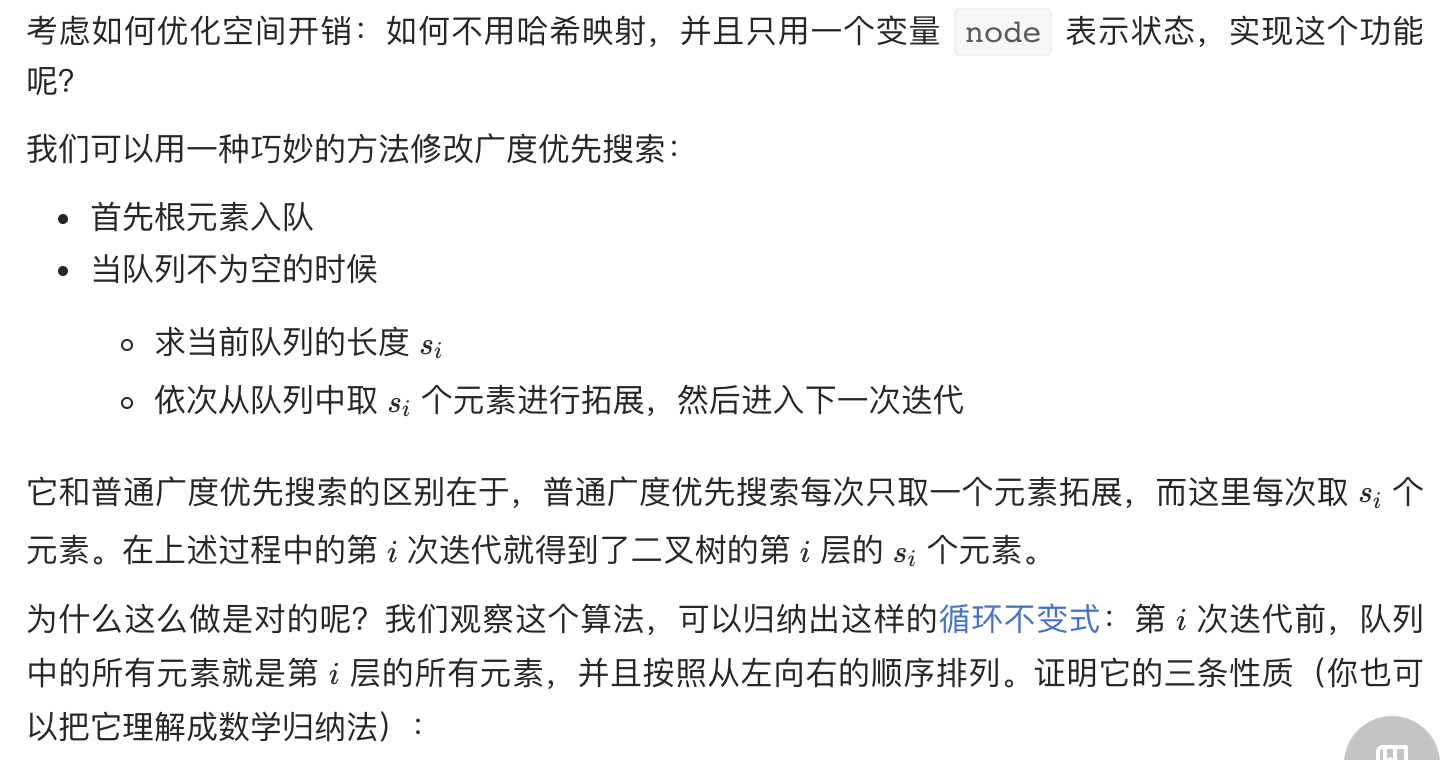 考虑如何优化空间开销：如何不用哈希映射，并且只用一个变量 node 表示状态，实现这个功能
呢？
我们可以用一种巧妙的方法修改广度优先搜索：
• 首先根元素入队
• 当队列不为空的时候
◦ 求当前队列的长度 sᵢ
◦ 依次从队列中取 sᵢ 个元素进行拓展，然后进入下一次迭代
它和普通广度优先搜索的区别在于，普通广度优先搜索每次只取一个元素拓展，而这里每次取 sᵢ 个
元素。在上述过程中的第 i 次迭代就得到了二叉树的第 i 层的 sᵢ 个元素。
为什么这么做是对的呢？我们观察这个算法，可以归纳出这样的循环不变式：第 i 次迭代前，队列
中的所有元素就是第 i 层的所有元素，并且按照从左向右的顺序排列。证明它的三条性质（你也可
以把它理解成数学归纳法）：